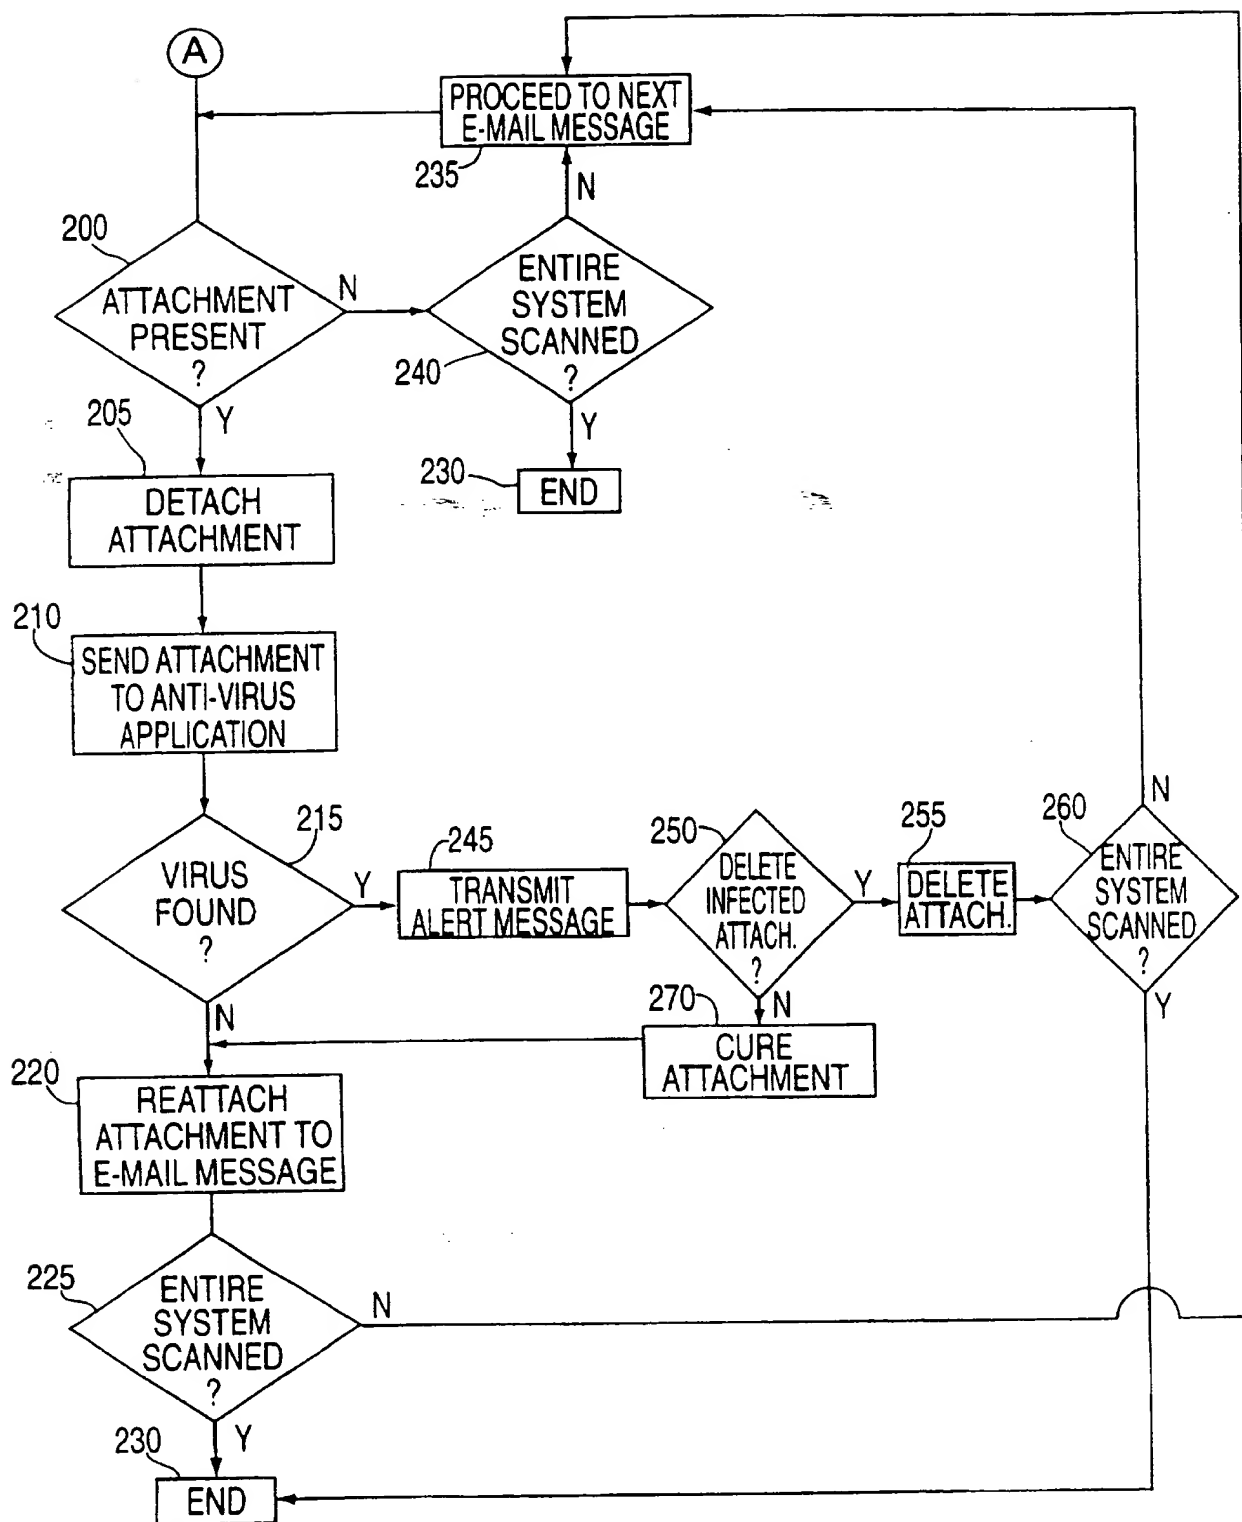 A
PROCEED TO NEXT
E-MAIL MESSAGE
235
N
200
ATTACHMENT
PRESENT
?
N
ENTIRE
SYSTEM
SCANNED
?
240
Y
Y
205
230
END
DETACH
ATTACHMENT
210
SEND ATTACHMENT
TO ANTI-VIRUS
APPLICATION
215
VIRUS
FOUND
?
Y
245
TRANSMIT
ALERT MESSAGE
250
DELETE
INFECTED
ATTACH.
?
Y
255
DELETE
ATTACH.
260
N
ENTIRE
SYSTEM
SCANNED
?
Y
N
N
270
CURE
ATTACHMENT
220
REATTACH
ATTACHMENT TO
E-MAIL MESSAGE
225
ENTIRE
SYSTEM
SCANNED
?
N
Y
230
END